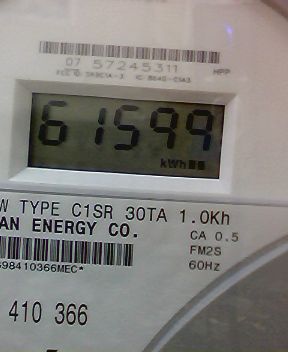 07 57245311
HPP
61599
kWh
W TYPE C1SR 30TA 1.0Kh
AN ENERGY CO.
CA 0.5
FM2S
60Hz
98410366MEC*
410 366